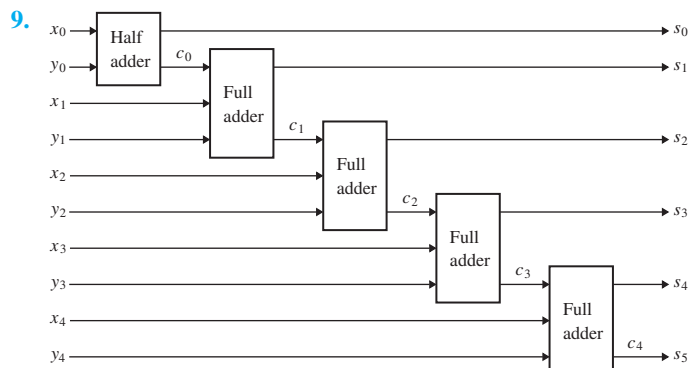 9.
x₀ Half adder s₀
y₀ c₀ s₁
x₁ Full adder
y₁ c₁ s₂
x₂ Full adder
y₂ c₂ s₃
x₃ Full adder
y₃ c₃ s₄
x₄ Full adder
y₄ c₄ s₅